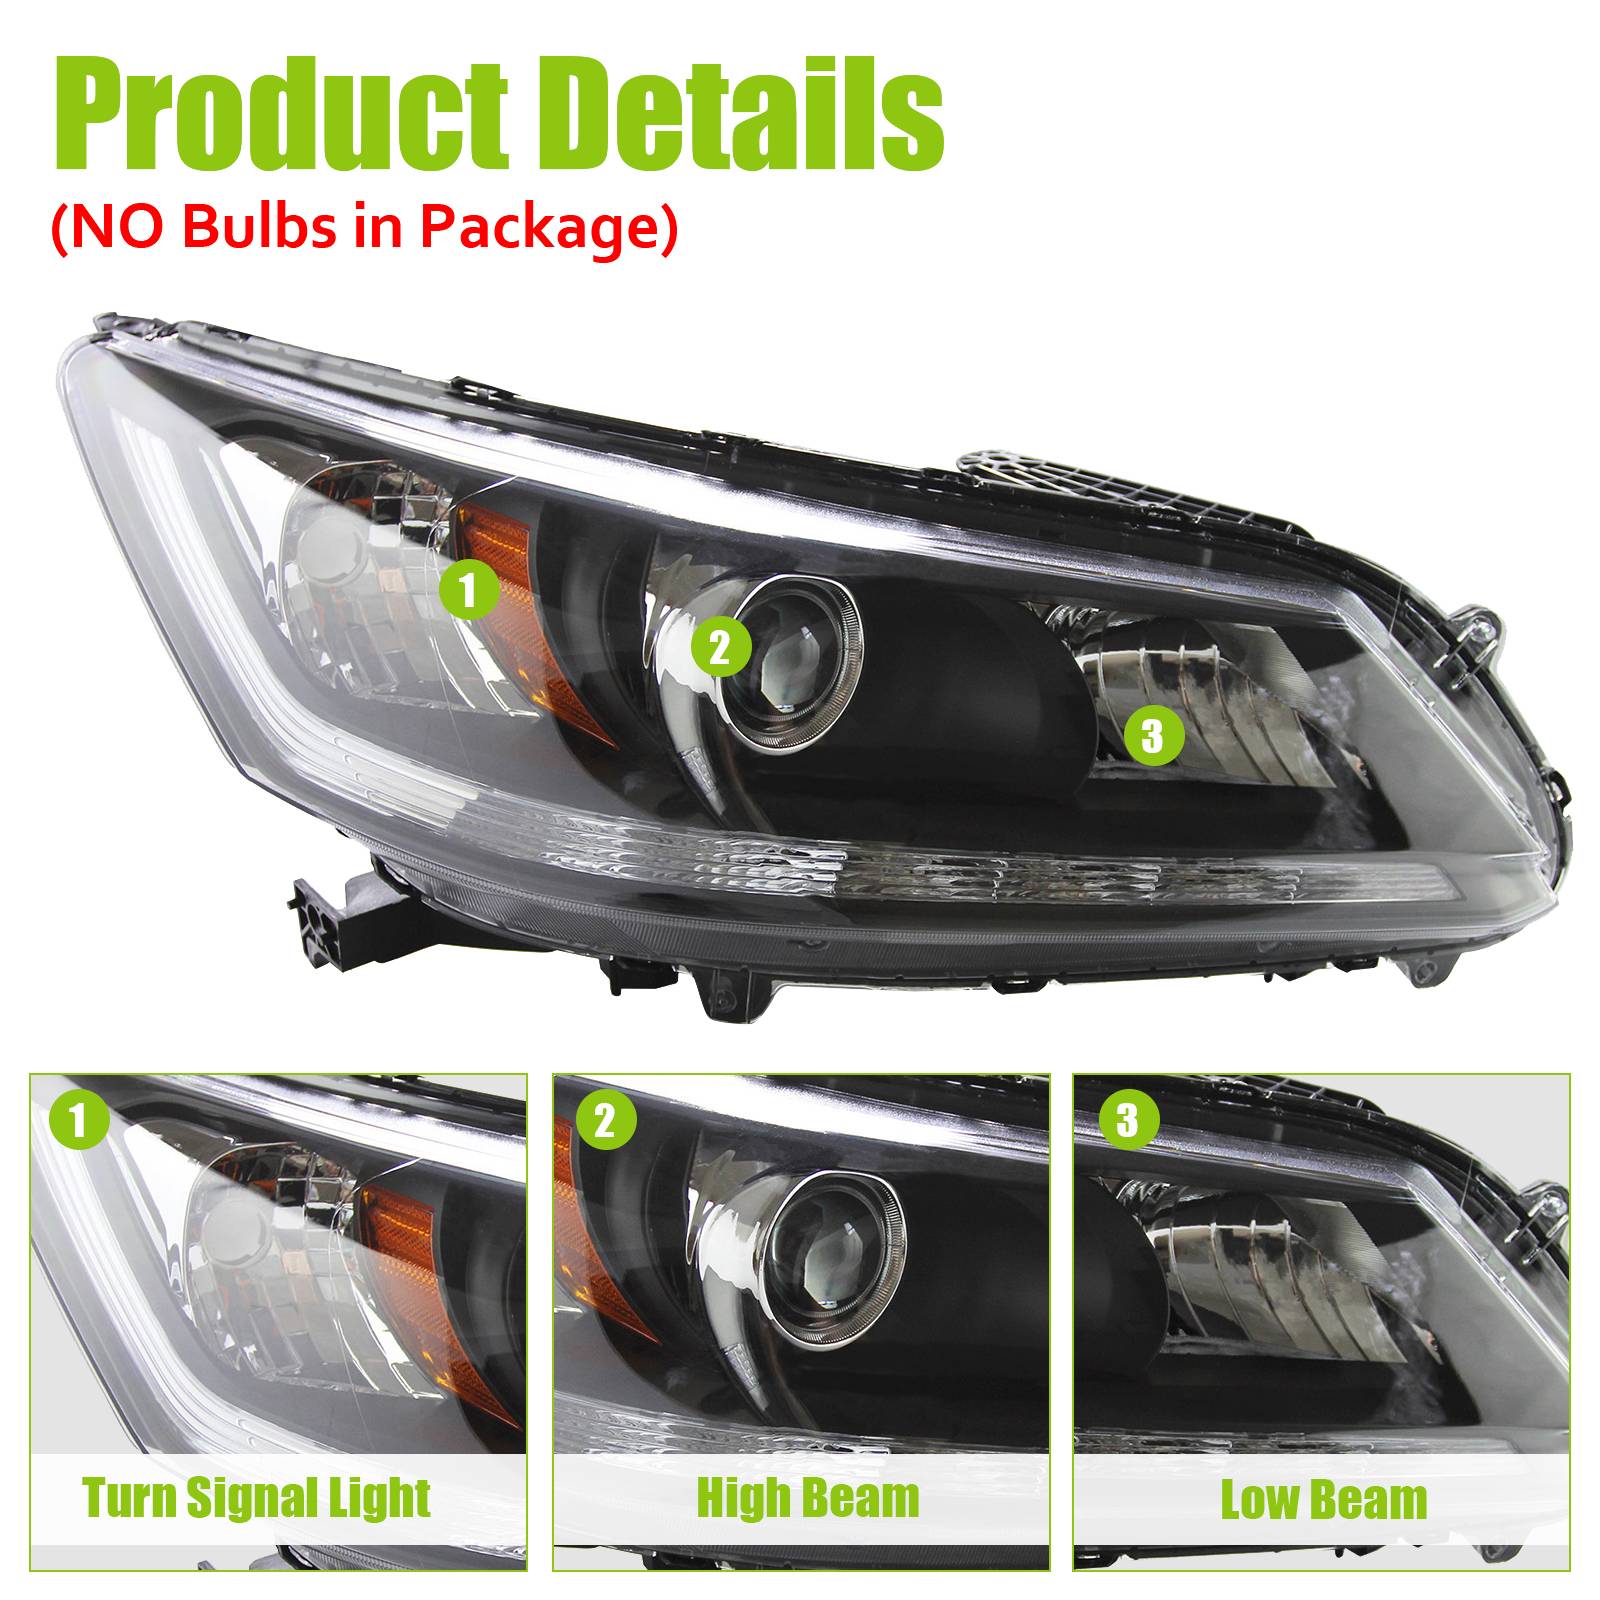 Product Details
(NO Bulbs in Package)
1
2
3
1
2
3
Turn Signal Light
High Beam
Low Beam